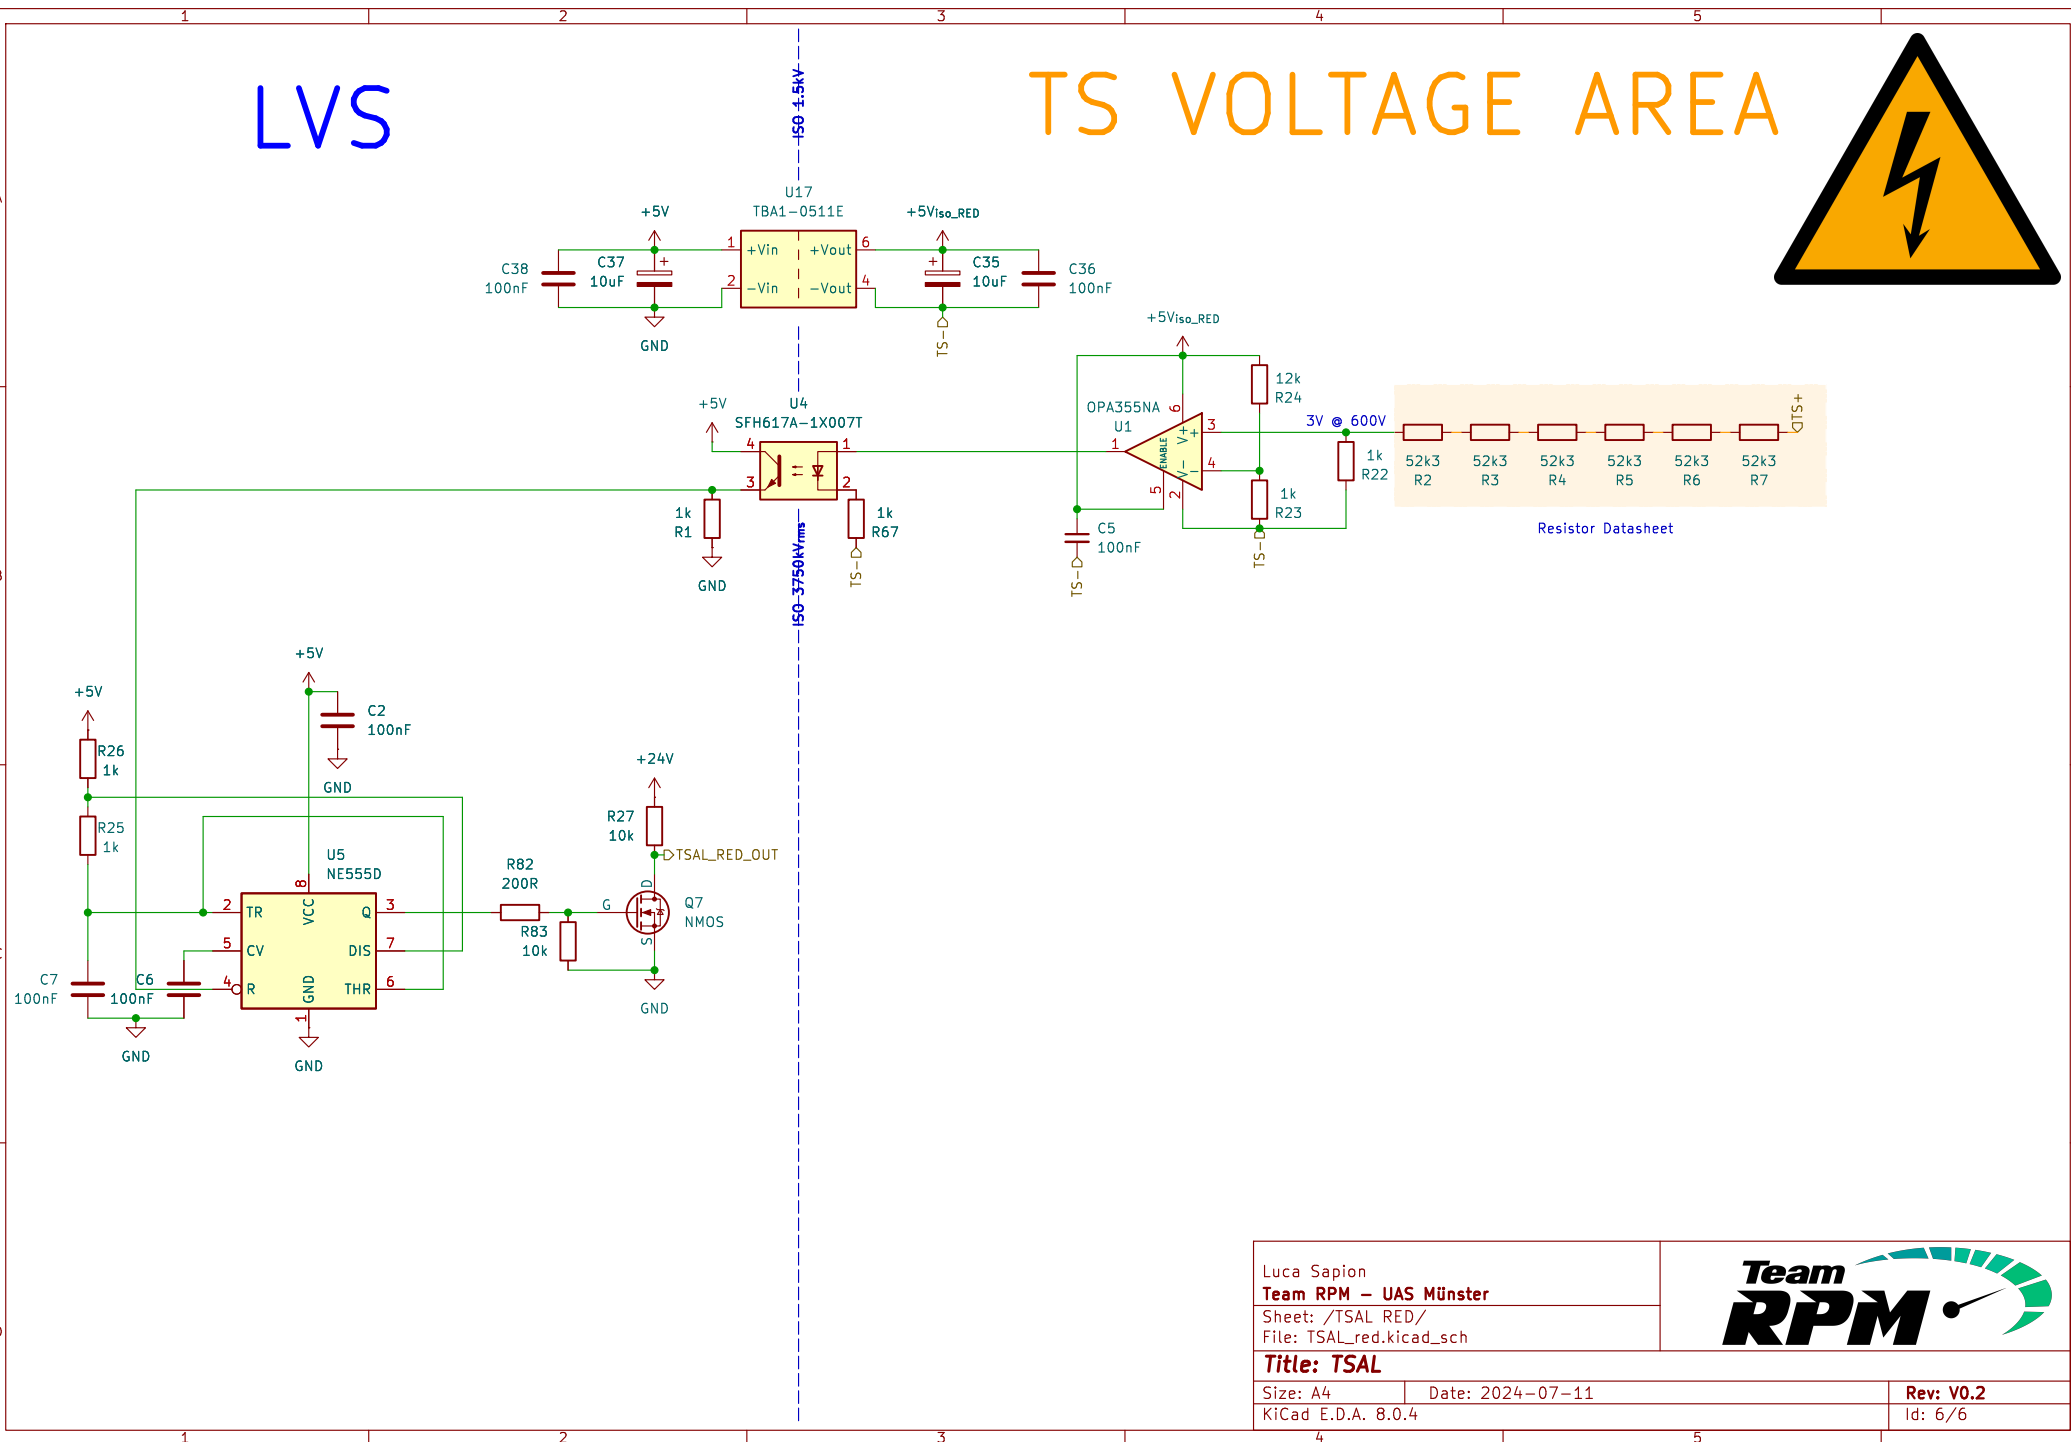 1 2 3 4 5
LVS
ISO 1.5kV
TS VOLTAGE AREA
U17
TBA1-0511E
+5V
+5Viso_RED
1 +Vin +Vout 6
2 -Vin -Vout 4
C38
100nF
C37
10uF
+
+
C35
10uF
C36
100nF
GND
TS-
+5Viso_RED
+5V
U4
SFH617A-1X007T
4 1
3 2
1k
R1
GND
1k
R67
TS-
ISO 3750kVrms
OPA355NA
U1
1
ENABLE
V+
V-
+
-
6
3
4
5
2
12k
R24
1k
R23
3V @ 600V
1k
R22
C5
100nF
TS-
TS-
TS+
52k3 52k3 52k3 52k3 52k3 52k3
R2 R3 R4 R5 R6 R7
Resistor Datasheet
+5V
+5V
C2
100nF
GND
R26
1k
R25
1k
U5
NE555D
8
VCC
2 TR Q 3
5 CV DIS 7
4 R THR 6
GND
1
GND
C7
100nF
C6
100nF
GND
R82
200R
R83
10k
+24V
R27
10k
TSAL_RED_OUT
D
G
S
Q7
NMOS
GND
Luca Sapion
Team RPM - UAS Münster
Sheet: /TSAL RED/
File: TSAL_red.kicad_sch
Team
RPM
Title: TSAL
Size: A4 Date: 2024-07-11 Rev: V0.2
KiCad E.D.A. 8.0.4 Id: 6/6
1 2 3 4 5